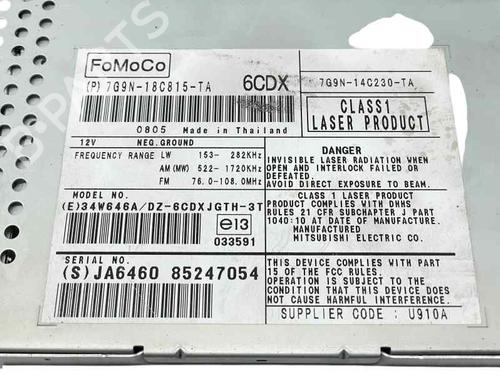 FoMoCo
(P) 7G9N-18C815-TA
6CDX
7G9N-14C230-TA
0805 Made in Thailand
CLASS1
LASER PRODUCT
12V NEG.GROUND
FREQUENCY RANGE LW 153- 282KHz
AM(MW) 522- 1720KHz
FM 76.0-108.0MHz
MODEL NO.
(E)34W646A/DZ-6CDXJGTH-3T
e13
033591
SERIAL NO.
(S)JA6460 85247054
DANGER
INVISIBLE LASER RADIATION WHEN
OPEN AND INTERLOCK FAILED OR
DEFEATED.
AVOID DIRECT EXPOSURE TO BEAM.
CLASS 1 LASER PRODUCT
PRODUCT COMPLIES WITH DHHS
RULES 21 CFR SUBCHAPTER J PART
1040:10 AT DATE OF MANUFACTURE.
MANUFACTURED
MITSUBISHI ELECTRIC CO.
THIS DEVICE COMPLIES WITH PART
15 OF THE FCC RULES.
OPERATION IS SUBJECT TO THE
CONDITION THAT THIS DEVICE DOES
NOT CAUSE HARMFUL INTERFERENCE.
SUPPLIER CODE : U910A